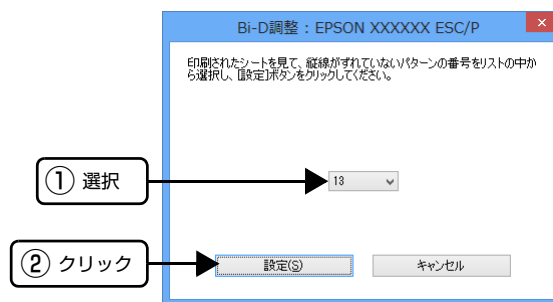 Bi-D調整：EPSON XXXXXX ESC/P
印刷されたシートを見て、縦線がずれていないパターンの番号をリストの中か
ら選択し、[設定]ボタンをクリックしてください。
① 選択
13
② クリック
設定(S)
キャンセル